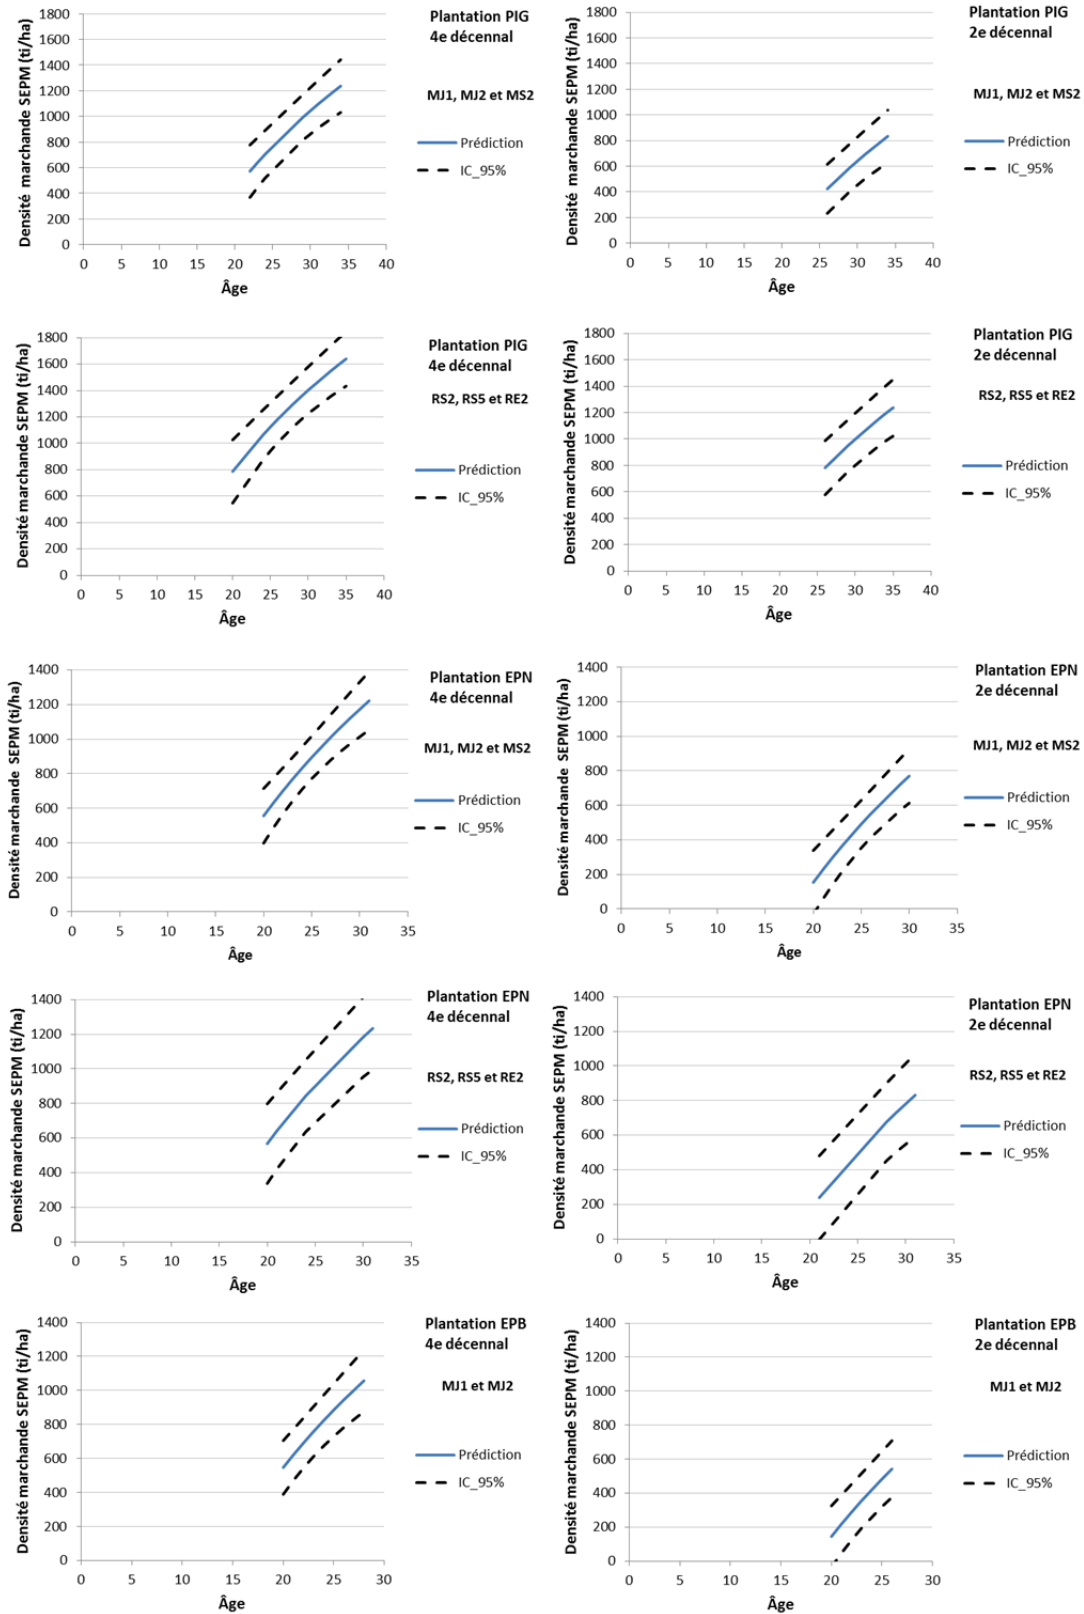 Densité marchande SEPM (ti/ha)
1800
1600
1400
1200
1000
800
600
400
200
0
0 5 10 15 20 25 30 35 40
Âge
Plantation PIG
4e décennal
MJ1, MJ2 et MS2
Prédiction
IC_95%
Densité marchande SEPM (ti/ha)
1800
1600
1400
1200
1000
800
600
400
200
0
0 5 10 15 20 25 30 35 40
Âge
Plantation PIG
2e décennal
MJ1, MJ2 et MS2
Prédiction
IC_95%
Densité marchande SEPM (ti/ha)
1800
1600
1400
1200
1000
800
600
400
200
0
0 5 10 15 20 25 30 35 40
Âge
Plantation PIG
4e décennal
RS2, RS5 et RE2
Prédiction
IC_95%
Densité marchande SEPM (ti/ha)
1800
1600
1400
1200
1000
800
600
400
200
0
0 5 10 15 20 25 30 35 40
Âge
Plantation PIG
2e décennal
RS2, RS5 et RE2
Prédiction
IC_95%
Densité marchande SEPM (ti/ha)
1400
1200
1000
800
600
400
200
0
0 5 10 15 20 25 30 35
Âge
Plantation EPN
4e décennal
MJ1, MJ2 et MS2
Prédiction
IC_95%
Densité marchande SEPM (ti/ha)
1400
1200
1000
800
600
400
200
0
0 5 10 15 20 25 30 35
Âge
Plantation EPN
2e décennal
MJ1, MJ2 et MS2
Prédiction
IC_95%
Densité marchande SEPM (ti/ha)
1400
1200
1000
800
600
400
200
0
0 5 10 15 20 25 30 35
Âge
Plantation EPN
4e décennal
RS2, RS5 et RE2
Prédiction
IC_95%
Densité marchande SEPM (ti/ha)
1400
1200
1000
800
600
400
200
0
0 5 10 15 20 25 30 35
Âge
Plantation EPN
2e décennal
RS2, RS5 et RE2
Prédiction
IC_95%
Densité marchande SEPM (ti/ha)
1400
1200
1000
800
600
400
200
0
0 5 10 15 20 25 30
Âge
Plantation EPB
4e décennal
MJ1 et MJ2
Prédiction
IC_95%
Densité marchande SEPM (ti/ha)
1400
1200
1000
800
600
400
200
0
0 5 10 15 20 25 30
Âge
Plantation EPB
2e décennal
MJ1 et MJ2
Prédiction
IC_95%